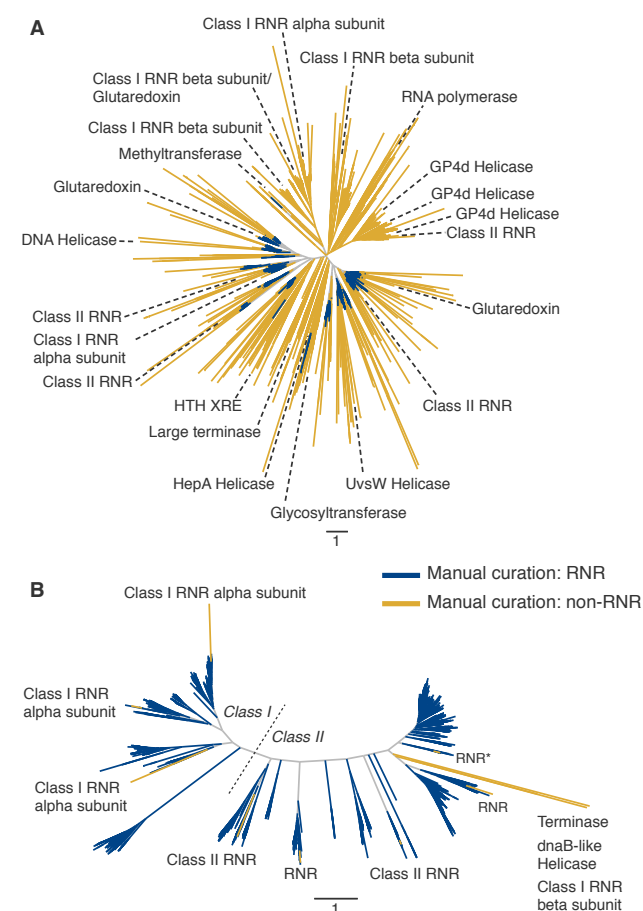 A
Class I RNR alpha subunit
Class I RNR beta subunit
Class I RNR beta subunit/
Glutaredoxin
RNA polymerase
Class I RNR beta subunit
Methyltransferase
GP4d Helicase
Glutaredoxin
GP4d Helicase
GP4d Helicase
Class II RNR
DNA Helicase
Glutaredoxin
Class II RNR
Class I RNR
alpha subunit
Class II RNR
HTH XRE
Class II RNR
Large terminase
HepA Helicase
UvsW Helicase
Glycosyltransferase
1
B
Manual curation: RNR
Manual curation: non-RNR
Class I RNR alpha subunit
Class I RNR
alpha subunit
Class I
Class II
RNR*
Class I RNR
alpha subunit
RNR
Terminase
dnaB-like
Helicase
Class I RNR
beta subunit
Class II RNR
RNR
Class II RNR
1